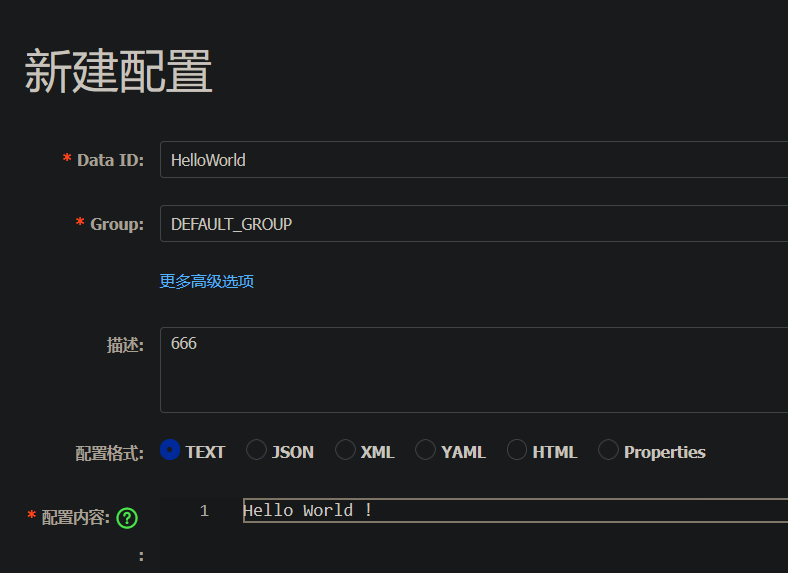 新建配置
* Data ID: HelloWorld
* Group: DEFAULT_GROUP
更多高级选项
描述: 666
配置格式: TEXT JSON XML YAML HTML Properties
* 配置内容: ? 1 Hello World !
: